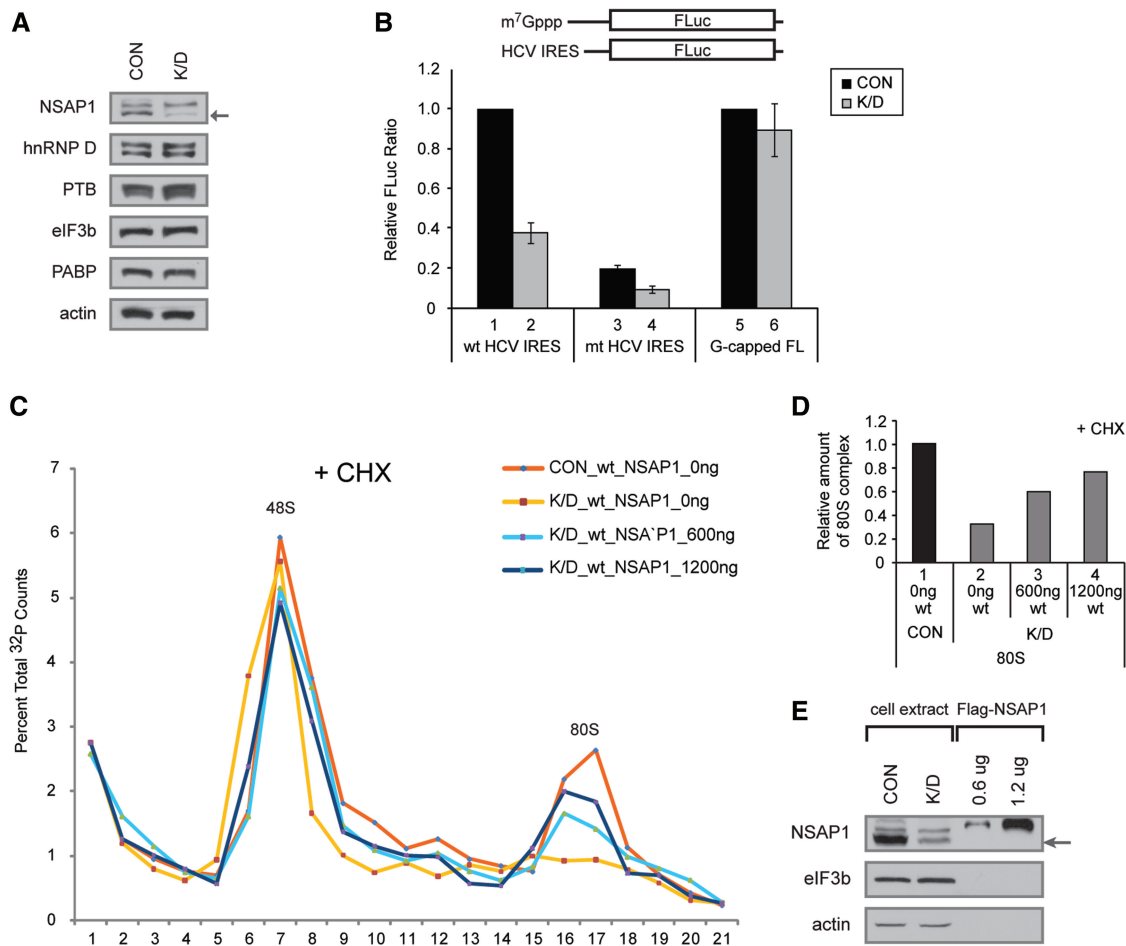 A
CON
K/D
NSAP1
hnRNP D
PTB
eIF3b
PABP
actin
B
m7Gppp
FLuc
HCV IRES
FLuc
CON
K/D
Relative FLuc Ratio
1.2
1.0
0.8
0.6
0.4
0.2
0
1 2 3 4 5 6
wt HCV IRES mt HCV IRES G-capped FL
C
+ CHX
CON_wt_NSAP1_0ng
K/D_wt_NSAP1_0ng
K/D_wt_NSA`P1_600ng
K/D_wt_NSAP1_1200ng
48S
80S
Percent Total 32P Counts
7
6
5
4
3
2
1
0
1 2 3 4 5 6 7 8 9 10 11 12 13 14 15 16 17 18 19 20 21
D
+ CHX
Relative amount
of 80S complex
1.2
1.0
0.8
0.6
0.4
0.2
0
1 2 3 4
0ng 0ng 600ng 1200ng
wt wt wt wt
CON K/D
80S
E
cell extract Flag-NSAP1
CON
K/D
0.6 ug
1.2 ug
NSAP1
eIF3b
actin